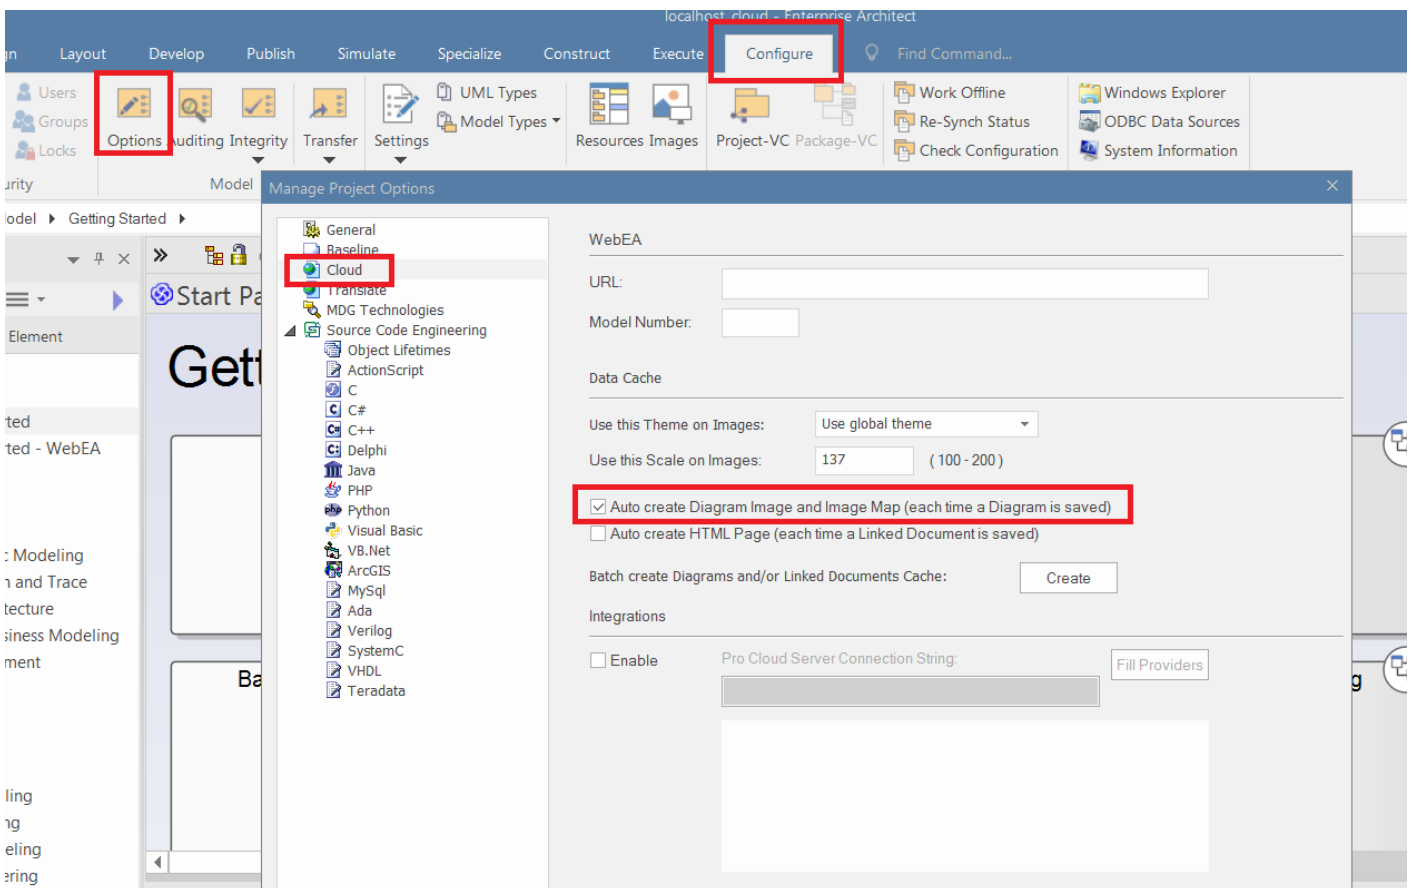 localhost_cloud - Enterprise Architect
Layout Develop Publish Simulate Specialize Construct Execute Configure Find Command...
Users
Groups
Locks
Options Auditing Integrity Transfer Settings
UML Types
Model Types
Resources Images Project-VC Package-VC
Work Offline
Re-Synch Status
Check Configuration
Windows Explorer
ODBC Data Sources
System Information
Model
Getting Started
Start Pa
Element
Gett
rted
rted - WebEA
c Modeling
n and Trace
tecture
siness Modeling
ment
ling
ng
eling
ering
Ba
g
Manage Project Options
General
Baseline
Cloud
Translate
MDG Technologies
Source Code Engineering
Object Lifetimes
ActionScript
C
C#
C++
Delphi
Java
PHP
Python
Visual Basic
VB.Net
ArcGIS
MySql
Ada
Verilog
SystemC
VHDL
Teradata
WebEA
URL:
Model Number:
Data Cache
Use this Theme on Images: Use global theme
Use this Scale on Images: 137 ( 100 - 200 )
Auto create Diagram Image and Image Map (each time a Diagram is saved)
Auto create HTML Page (each time a Linked Document is saved)
Batch create Diagrams and/or Linked Documents Cache: Create
Integrations
Enable Pro Cloud Server Connection String: Fill Providers